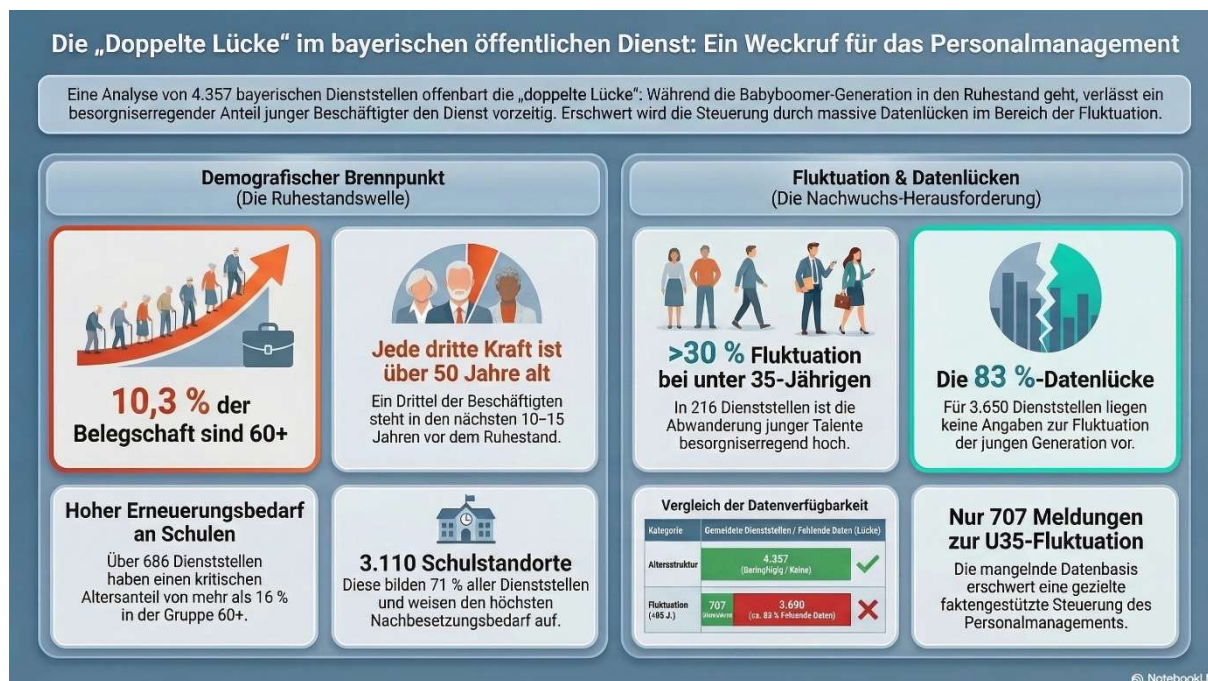 Die „Doppelte Lücke“ im bayerischen öffentlichen Dienst: Ein Weckruf für das Personalmanagement
Eine Analyse von 4.357 bayerischen Dienststellen offenbart die „doppelte Lücke“: Während die Babyboomer-Generation in den Ruhestand geht, verlässt ein
besorgniserregender Anteil junger Beschäftigter den Dienst vorzeitig. Erschwert wird die Steuerung durch massive Datenlücken im Bereich der Fluktuation.
Demografischer Brennpunkt
(Die Ruhestandswelle)
10,3 % der
Belegschaft sind 60+
Jede dritte Kraft ist
über 50 Jahre alt
Ein Drittel der Beschäftigten
steht in den nächsten 10–15
Jahren vor dem Ruhestand.
Hoher Erneuerungsbedarf
an Schulen
Über 686 Dienststellen
haben einen kritischen
Altersanteil von mehr als 16 %
in der Gruppe 60+.
3.110 Schulstandorte
Diese bilden 71 % aller Dienststellen
und weisen den höchsten
Nachbesetzungsbedarf auf.
Fluktuation & Datenlücken
(Die Nachwuchs-Herausforderung)
>30 % Fluktuation
bei unter 35-Jährigen
In 216 Dienststellen ist die
Abwanderung junger Talente
besorgniserregend hoch.
Die 83 %-Datenlücke
Für 3.650 Dienststellen liegen
keine Angaben zur Fluktuation
der jungen Generation vor.
Vergleich der Datenverfügbarkeit
Kategorie Gemeldete Dienststellen / Fehlende Daten (Lücke)
Altersstruktur
4.357
/ Keine)
Fluktuation
707
3.690
(ca. 83 % Daten)
Nur 707 Meldungen
zur U35-Fluktuation
Die mangelnde Datenbasis
erschwert eine gezielte
faktengestützte Steuerung des
Personalmanagements.